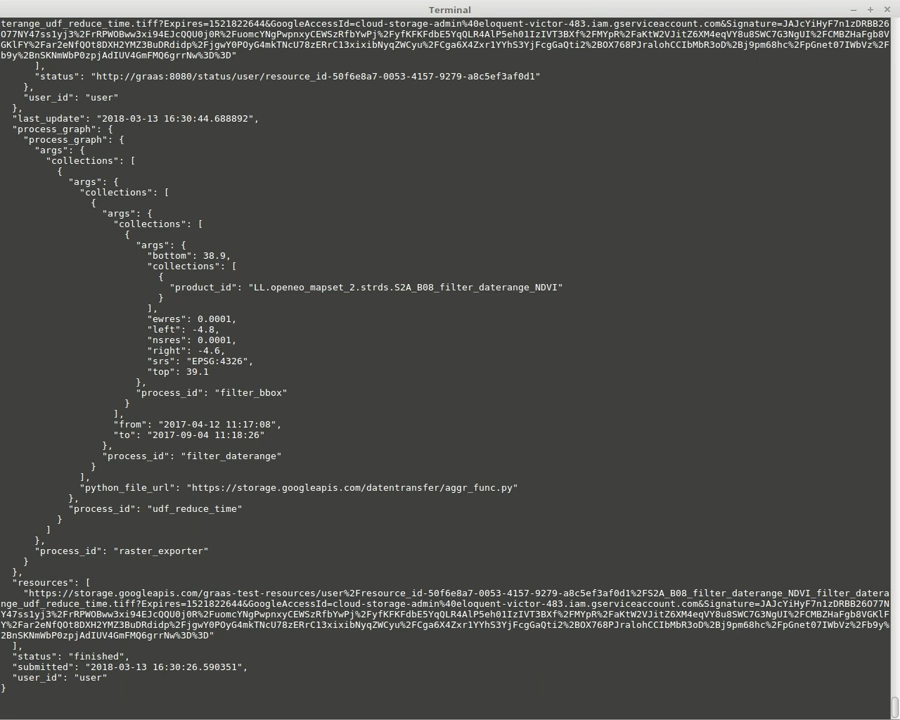 Terminal
terange_udf_reduce_time.tiff?Expires=1521822644&GoogleAccessId=cloud-storage-admin%40eloquent-victor-483.iam.gserviceaccount.com&Signature=JAJcYiHyF7n1zDRBB26
O77NY47ss1yj3%2FrRPWOBww3xi94EJcQQU0j0R%2FuomcYNgPwpnxyCEWSzRfbYwPj%2FyfKFKFdbE5YqQLR4AlP5eh01IzIVT3BXf%2FMYpR%2FaKtW2VJitZ6XM4eqVY8u8SWC7G3NgUI%2FCMBZHaFgb8V
GKlFY%2Far2eNfQOt8DXH2YMZ3BuDRdidp%2FjgwY0POyG4mkTNcU78zERrC13xixibNyqZWCyu%2FCga6X4Zxr1YYhS3YjFcgGaQti2%2BOX768PJralohCCIbMbR3oD%2Bj9pm68hc%2FpGnet07IWbVz%2F
b9y%2BnSKNmWbP0zpjAdIUV4GmFMQ6grrNw%3D%3D"
],
"status": "http://graas:8080/status/user/resource_id-50f6e8a7-0053-4157-9279-a8c5ef3af0d1"
},
"user_id": "user"
},
"last_update": "2018-03-13 16:30:44.688892",
"process_graph": {
"process_graph": {
"args": {
"collections": [
{
"args": {
"collections": [
{
"args": {
"collections": [
{
"args": {
"bottom": 38.9,
"collections": [
{
"product_id": "LL.openeo_mapset_2.strds.S2A_B08_filter_daterange_NDVI"
}
],
"ewres": 0.0001,
"left": -4.8,
"nsres": 0.0001,
"right": -4.6,
"srs": "EPSG:4326",
"top": 39.1
},
"process_id": "filter_bbox"
}
],
"from": "2017-04-12 11:17:08",
"to": "2017-09-04 11:18:26"
},
"process_id": "filter_daterange"
}
],
"python_file_url": "https://storage.googleapis.com/datentransfer/aggr_func.py"
},
"process_id": "udf_reduce_time"
}
]
},
"process_id": "raster_exporter"
}
},
"resources": [
"https://storage.googleapis.com/graas-test-resources/user%2Fresource_id-50f6e8a7-0053-4157-9279-a8c5ef3af0d1%2FS2A_B08_filter_daterange_NDVI_filter_datera
nge_udf_reduce_time.tiff?Expires=1521822644&GoogleAccessId=cloud-storage-admin%40eloquent-victor-483.iam.gserviceaccount.com&Signature=JAJcYiHyF7n1zDRBB26O77N
Y47ss1yj3%2FrRPWOBww3xi94EJcQQU0j0R%2FuomcYNgPwpnxyCEWSzRfbYwPj%2FyfKFKFdbE5YqQLR4AlP5eh01IzIVT3BXf%2FMYpR%2FaKtW2VJitZ6XM4eqVY8u8SWC7G3NgUI%2FCMBZHaFgb8VGKlF
Y%2Far2eNfQOt8DXH2YMZ3BuDRdidp%2FjgwY0POyG4mkTNcU78zERrC13xixibNyqZWCyu%2FCga6X4Zxr1YYhS3YjFcgGaQti2%2BOX768PJralohCCIbMbR3oD%2Bj9pm68hc%2FpGnet07IWbVz%2Fb9y%
2BnSKNmWbP0zpjAdIUV4GmFMQ6grrNw%3D%3D"
],
"status": "finished",
"submitted": "2018-03-13 16:30:26.590351",
"user_id": "user"
}